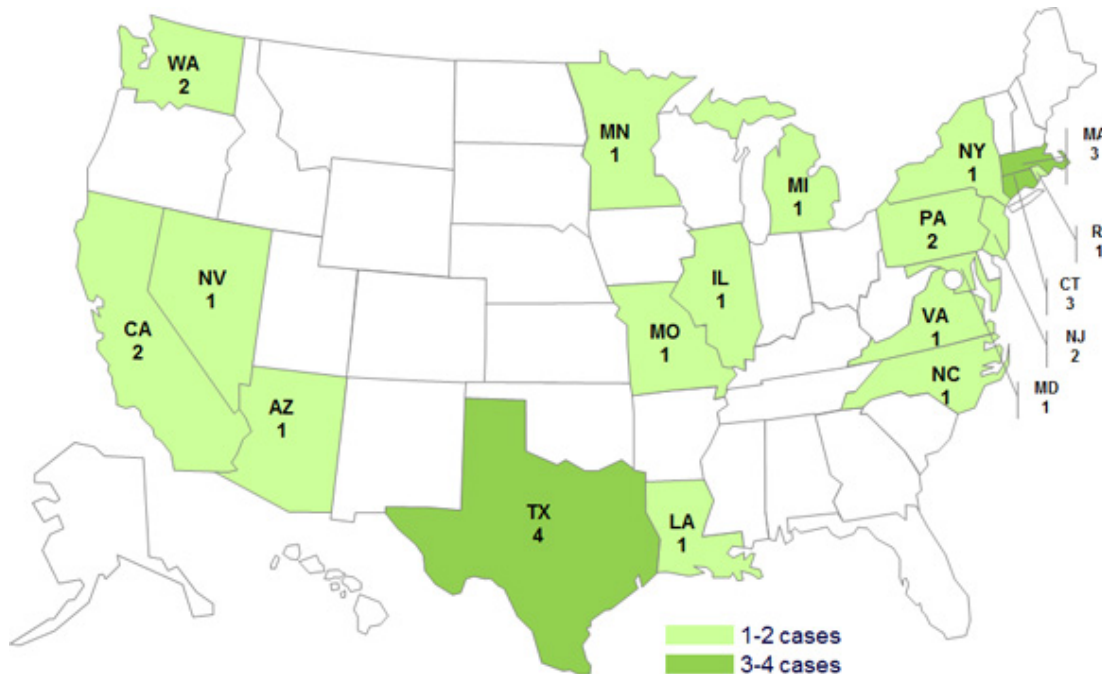 WA
2
MN
1
MI
1
NY
1
MA
3
PA
2
R
1
NV
1
IL
1
CT
3
CA
2
MO
1
VA
1
NJ
2
NC
1
MD
1
AZ
1
TX
4
LA
1
1-2 cases
3-4 cases